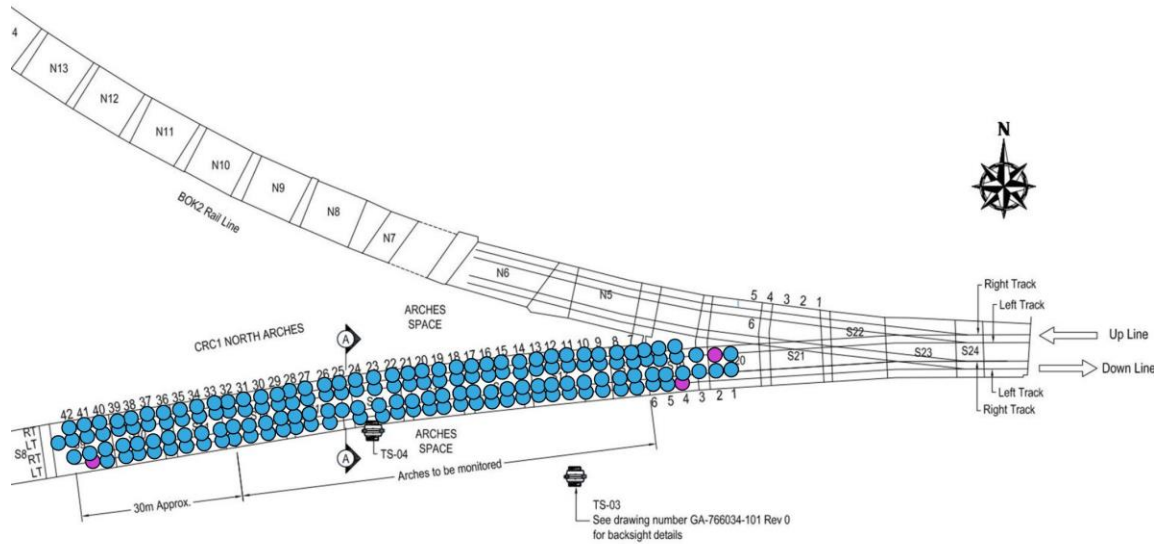 4
N13
N12
N11
N10
N9
N8
N7
BOK2 Rail Line
N
N6
N5
5 4 3 2 1
6
ARCHES
SPACE
CRC1 NORTH ARCHES
A
Right Track
Left Track
Up Line
S22
S21
S23
S24
Down Line
Left Track
Right Track
42 41 40 39 38 37 36 35 34 33 32 31 30 29 28 27 26 25 24 23 22 21 20 19 18 17 16 15 14 13 12 11 10 9 8
6 5 4 3 2 1
RT
LT
S8
RT
LT
A
TS-04
ARCHES
SPACE
Arches to be monitored
30m Approx.
TS-03
See drawing number GA-766034-101 Rev 0
for backsight details